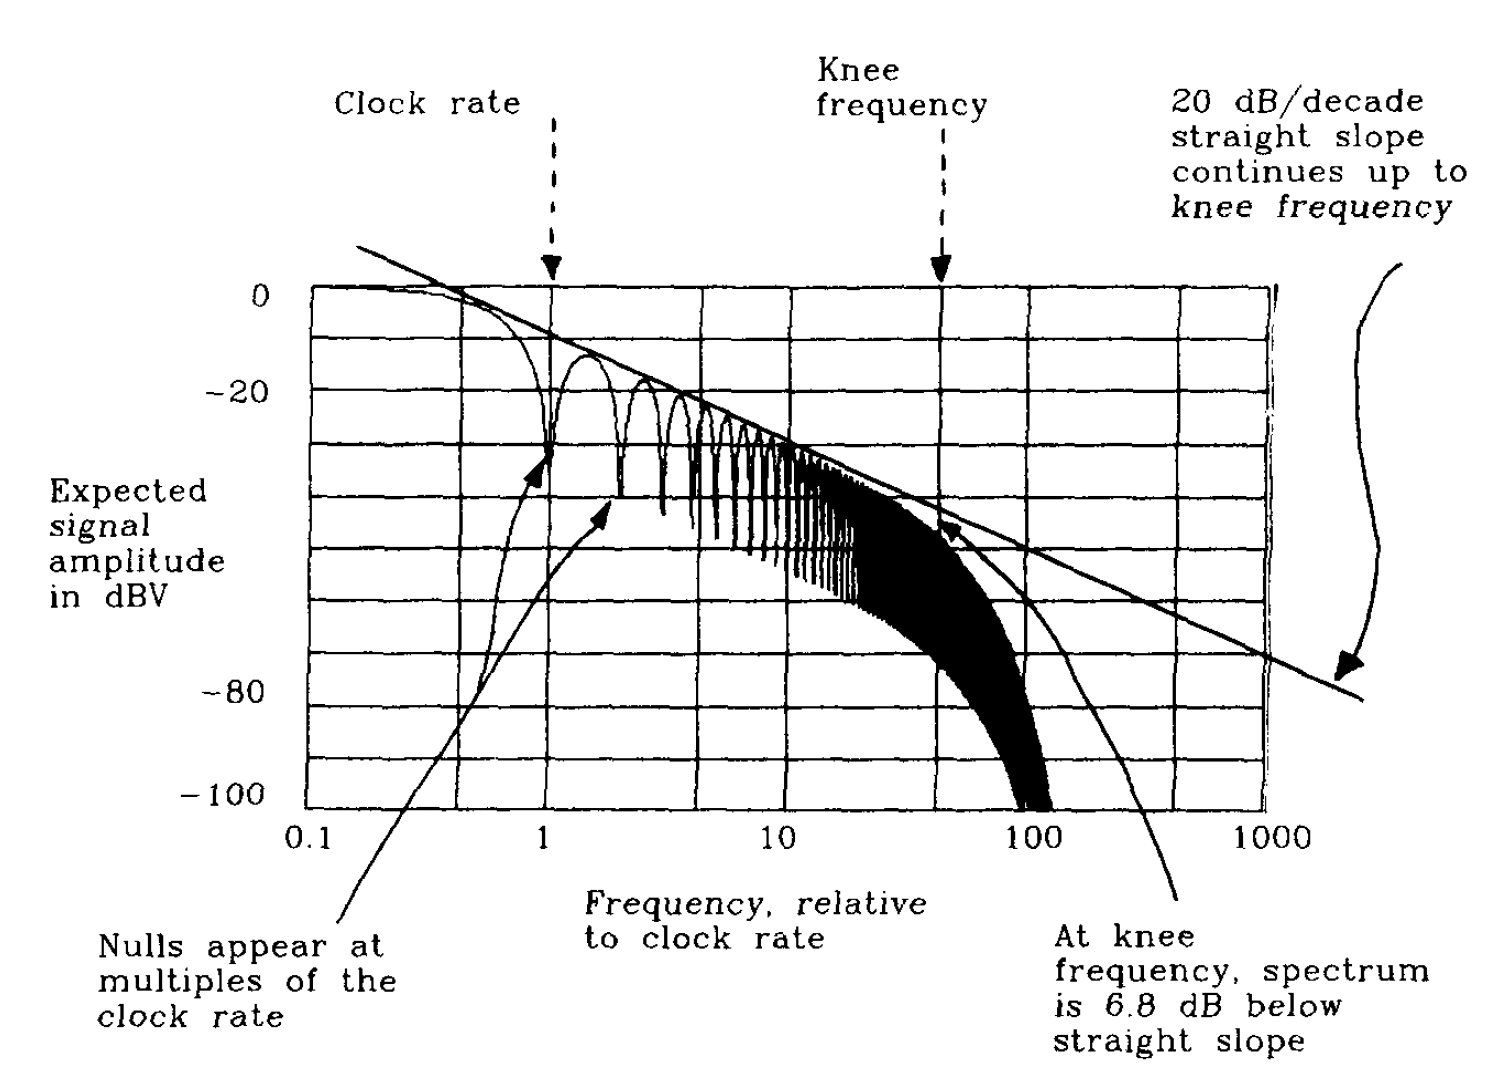 Clock rate
Knee
frequency
20 dB/decade
straight slope
continues up to
knee frequency
0
-20
Expected
signal
amplitude
in dBV
-80
-100
0.1
1
10
100
1000
Frequency, relative
to clock rate
Nulls appear at
multiples of the
clock rate
At knee
frequency, spectrum
is 6.8 dB below
straight slope